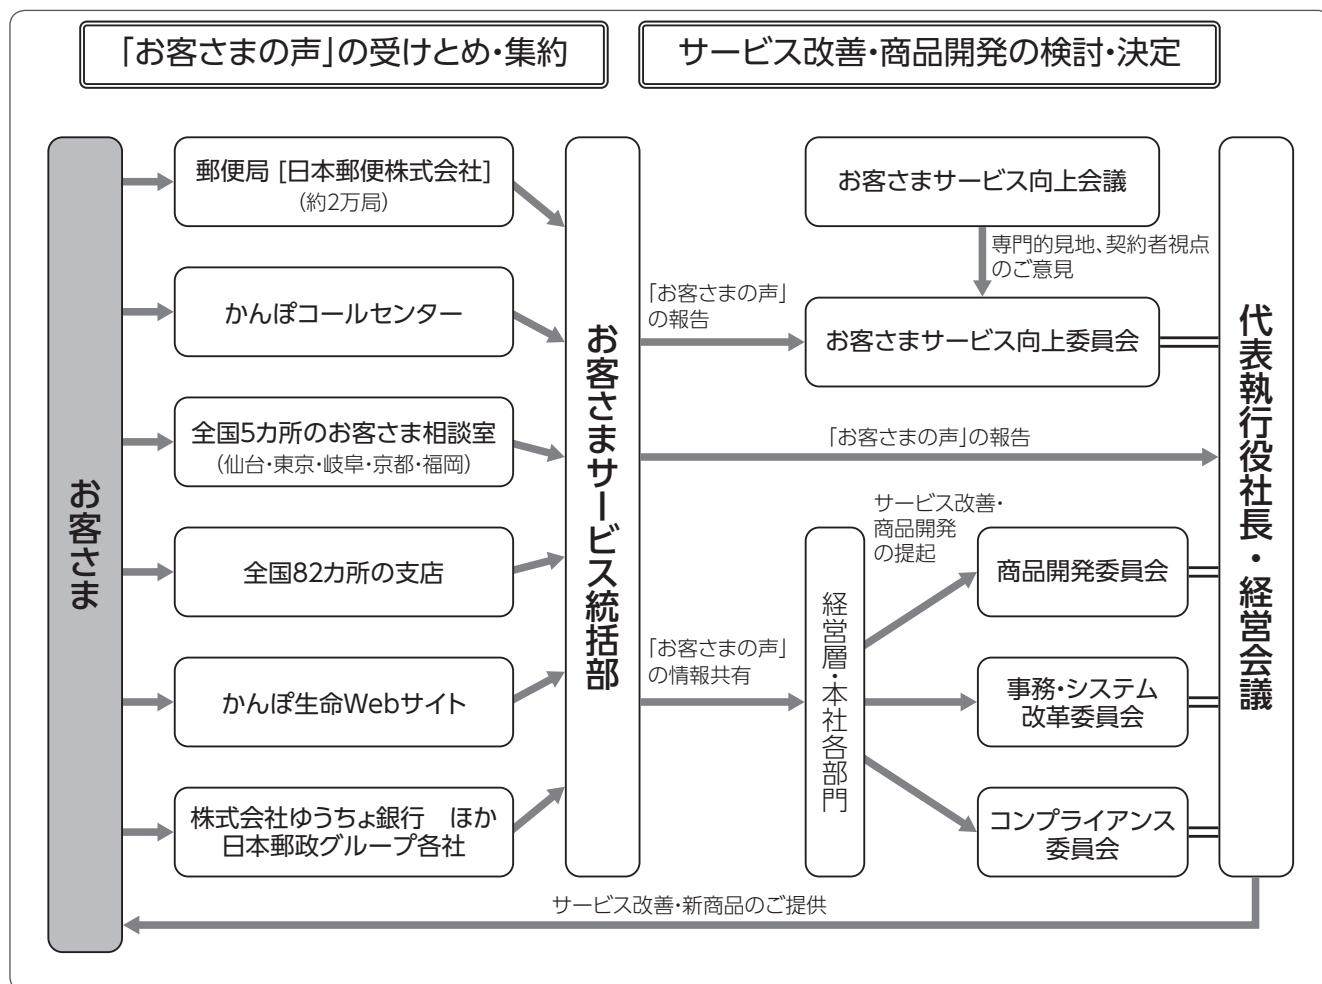 「お客さまの声」の受けとめ・集約
サービス改善・商品開発の検討・決定
お客さま
郵便局 [日本郵便株式会社]
(約2万局)
かんぽコールセンター
全国5カ所のお客さま相談室
(仙台・東京・岐阜・京都・福岡)
全国82カ所の支店
かんぽ生命Webサイト
株式会社ゆうちょ銀行　ほか
日本郵政グループ各社
お客さまサービス統括部
「お客さまの声」
の報告
お客さまサービス向上会議
専門的見地、契約者視点
のご意見
お客さまサービス向上委員会
「お客さまの声」の報告
「お客さまの声」
の情報共有
経営層・本社各部門
サービス改善・
商品開発
の提起
商品開発委員会
事務・システム
改革委員会
コンプライアンス
委員会
代表執行役社長・経営会議
サービス改善・新商品のご提供